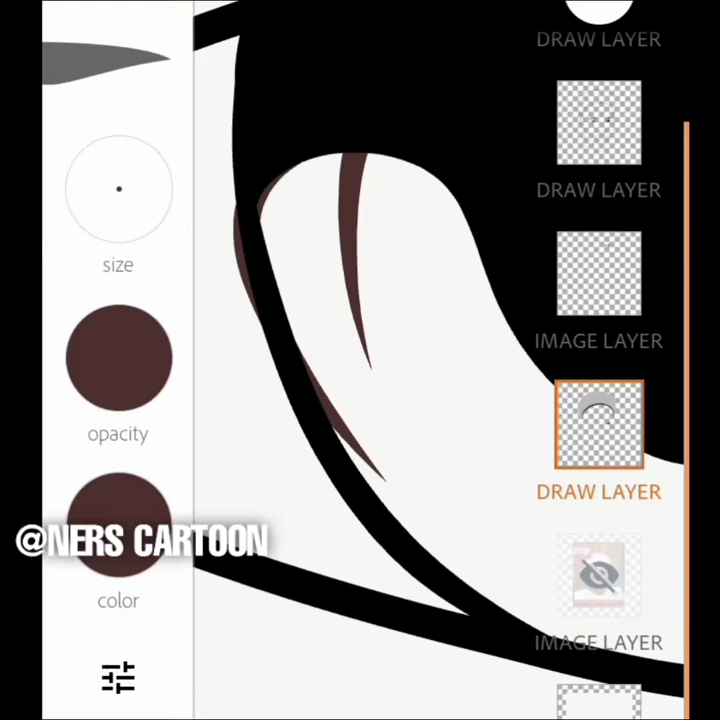 size
opacity
color
@NERS CARTOON
DRAW LAYER
DRAW LAYER
IMAGE LAYER
DRAW LAYER
IMAGE LAYER